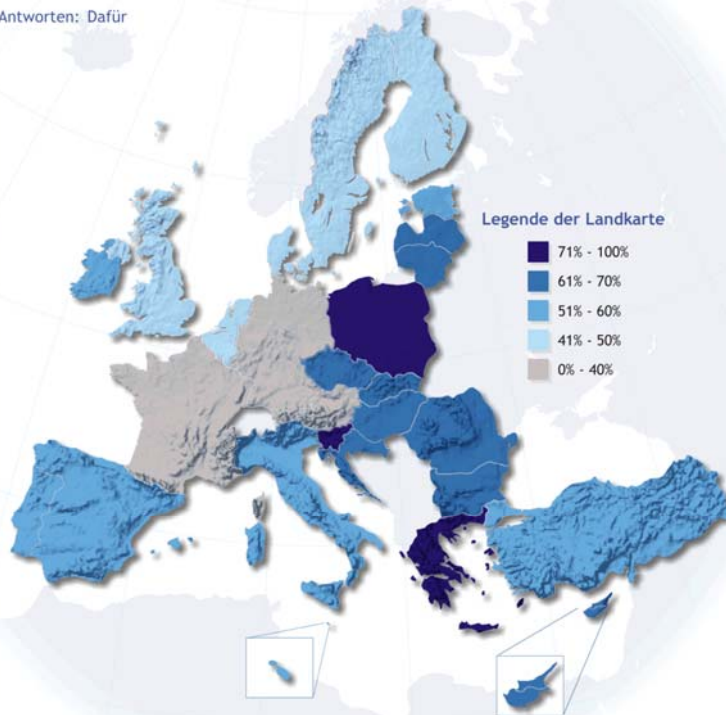 Antworten: Dafür
Legende der Landkarte
71% - 100%
61% - 70%
51% - 60%
41% - 50%
0% - 40%